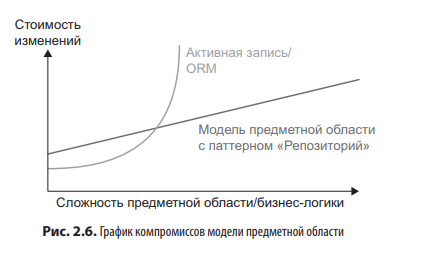 Стоимость
изменений
Активная запись/
ORM
Модель предметной области
с паттерном «Репозиторий»
Сложность предметной области/бизнес-логики
Рис. 2.6. График компромиссов модели предметной области